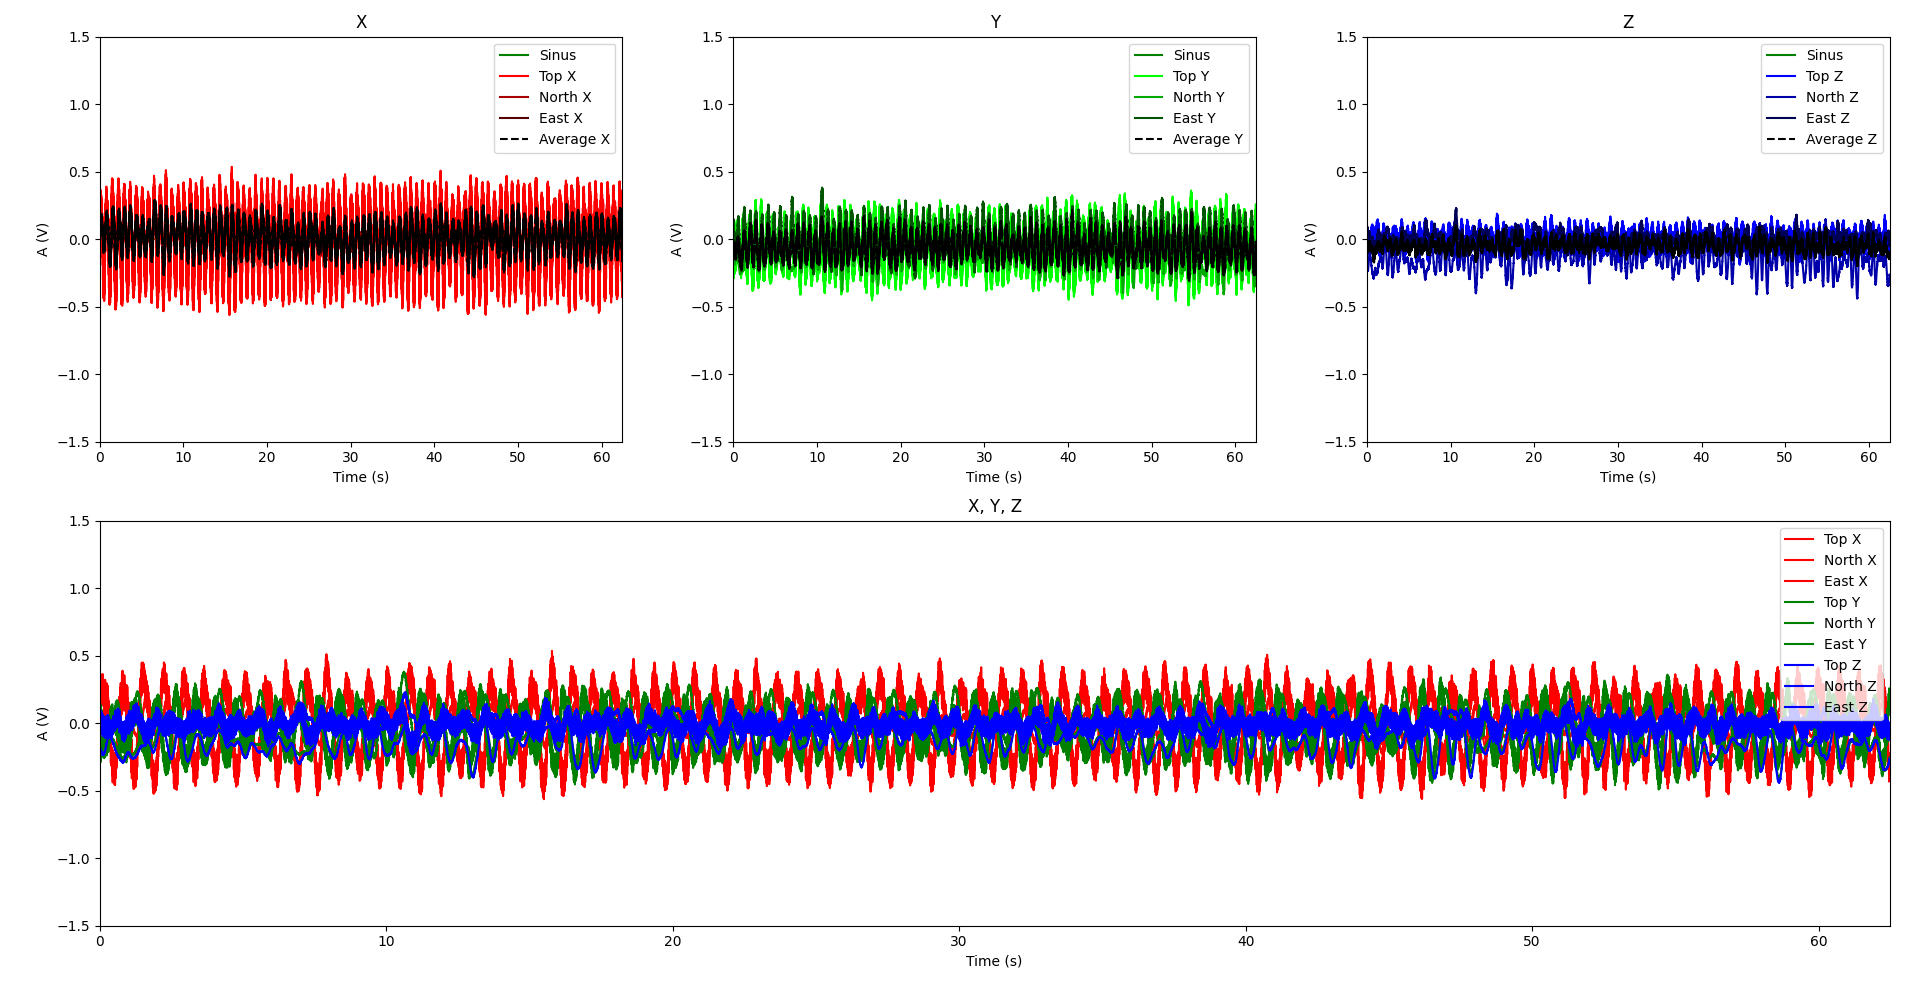 X
1.5
1.0
0.5
0.0
−0.5
−1.0
−1.5
A (V)
0 10 20 30 40 50 60
Time (s)
Sinus
Top X
North X
East X
Average X
Y
1.5
1.0
0.5
0.0
−0.5
−1.0
−1.5
A (V)
0 10 20 30 40 50 60
Time (s)
Sinus
Top Y
North Y
East Y
Average Y
Z
1.5
1.0
0.5
0.0
−0.5
−1.0
−1.5
A (V)
0 10 20 30 40 50 60
Time (s)
Sinus
Top Z
North Z
East Z
Average Z
X, Y, Z
1.5
1.0
0.5
0.0
−0.5
−1.0
−1.5
A (V)
0 10 20 30 40 50 60
Time (s)
Top X
North X
East X
Top Y
North Y
East Y
Top Z
North Z
East Z